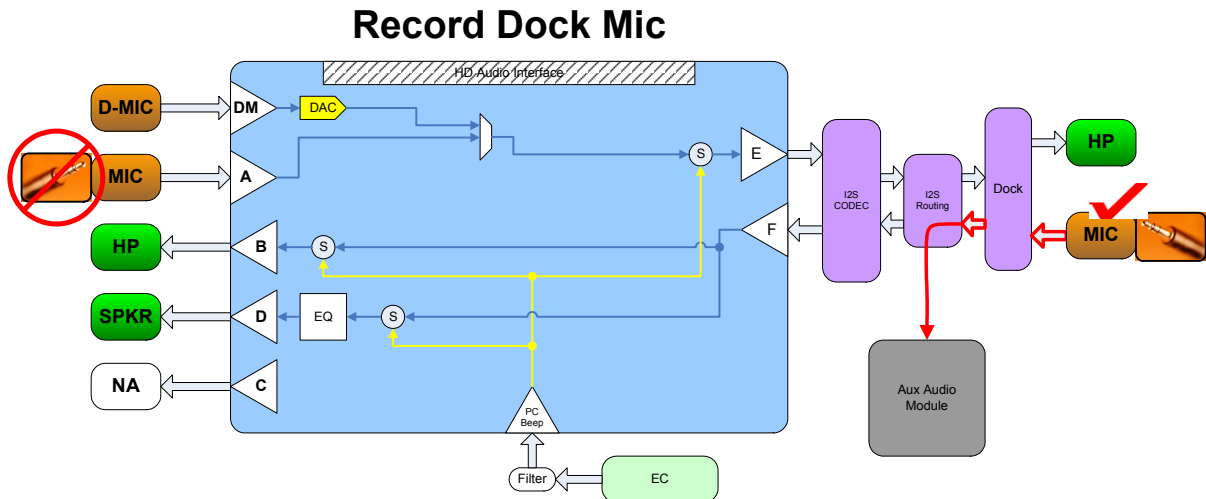 Record Dock Mic
HD Audio Interface
D-MIC
DM
DAC
MIC
A
S
E
I2S
CODEC
I2S
Routing
Dock
HP
MIC
HP
B
S
F
SPKR
D
EQ
S
NA
C
PC
Beep
Aux Audio
Module
Filter
EC